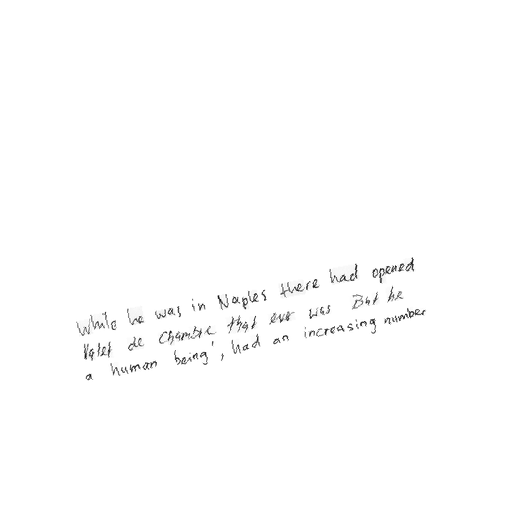 While he was in Naples there had opened
Valet de Chambre that ever was But he
a human being', had an increasing number